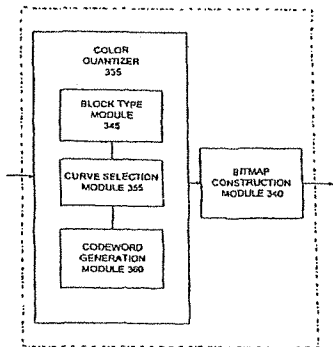 COLOR
QUANTIZER
335
BLOCK TYPE
MODULE
345
CURVE SELECTION
MODULE 355
CODEWORD
GENERATION
MODULE 360
BITMAP
CONSTRUCTION
MODULE 340